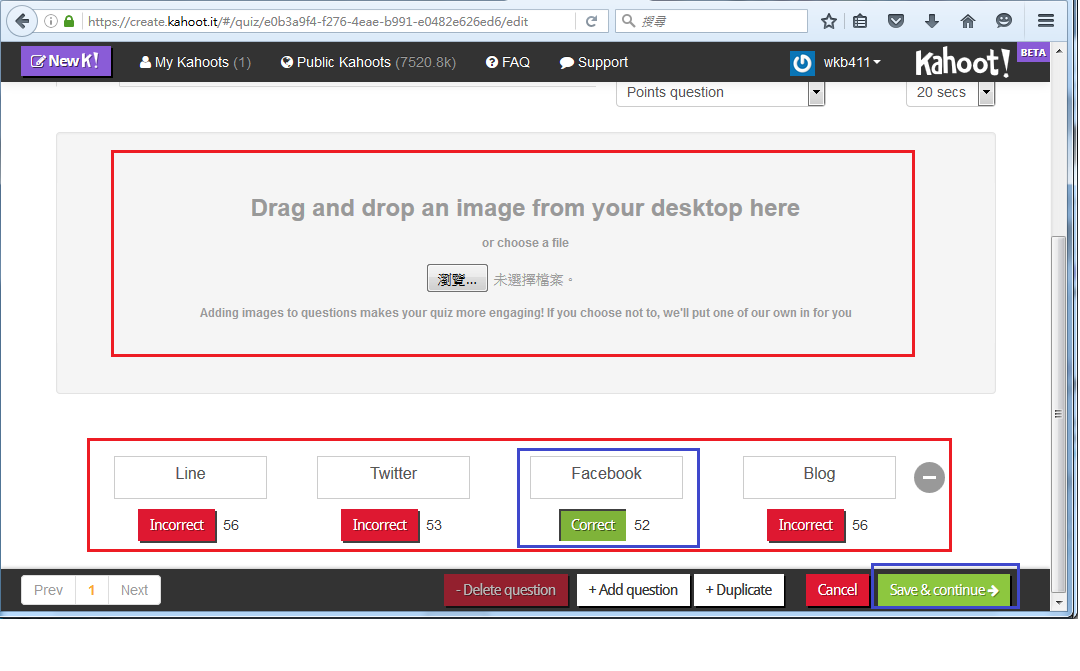 https://create.kahoot.it/#/quiz/e0b3a9f4-f276-4eae-b991-e0482e626ed6/edit
搜尋
New K!
My Kahoots (1)
Public Kahoots (7520.8k)
FAQ
Support
wkb411
Kahoot!
BETA
Points question
20 secs
Drag and drop an image from your desktop here
or choose a file
瀏覽... 未選擇檔案。
Adding images to questions makes your quiz more engaging! If you choose not to, we'll put one of our own in for you
Line
Twitter
Facebook
Blog
Incorrect 56
Incorrect 53
Correct 52
Incorrect 56
Prev 1 Next
- Delete question
+ Add question
+ Duplicate
Cancel
Save & continue